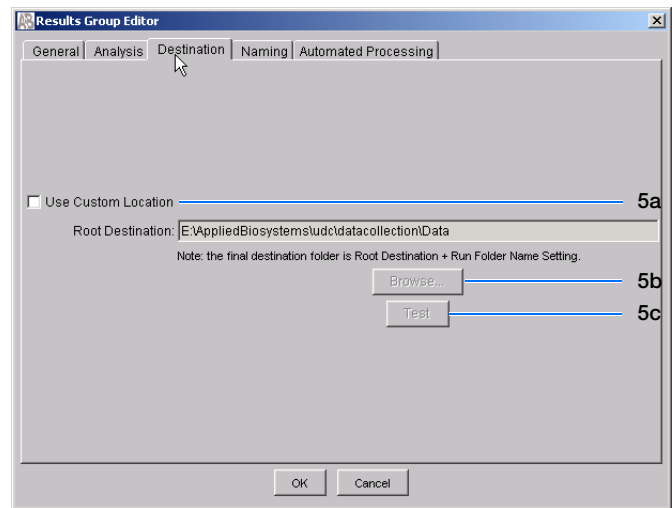 AB Results Group Editor
General Analysis Destination Naming Automated Processing
Use Custom Location 5a
Root Destination: E:\AppliedBiosystems\udc\datacollection\Data
Note: the final destination folder is Root Destination + Run Folder Name Setting.
Browse... 5b
Test 5c
OK Cancel